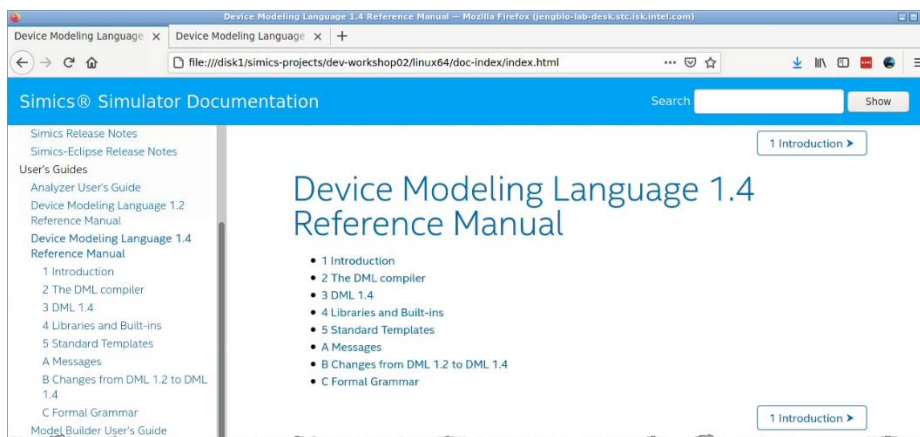 Device Modeling Language 1.4 Reference Manual — Mozilla Firefox (jengblo-lab-desk.stc.isk.intel.com)
Device Modeling Language × Device Modeling Language × +
file:///disk1/simics-projects/dev-workshop02/linux64/doc-index/index.html
Simics® Simulator Documentation Search Show
Simics Release Notes
Simics-Eclipse Release Notes
User's Guides
Analyzer User's Guide
Device Modeling Language 1.2
Reference Manual
Device Modeling Language 1.4
Reference Manual
1 Introduction
2 The DML compiler
3 DML 1.4
4 Libraries and Built-ins
5 Standard Templates
A Messages
B Changes from DML 1.2 to DML
1.4
C Formal Grammar
Model Builder User's Guide
1 Introduction ➤
Device Modeling Language 1.4
Reference Manual
• 1 Introduction
• 2 The DML compiler
• 3 DML 1.4
• 4 Libraries and Built-ins
• 5 Standard Templates
• A Messages
• B Changes from DML 1.2 to DML 1.4
• C Formal Grammar
1 Introduction ➤